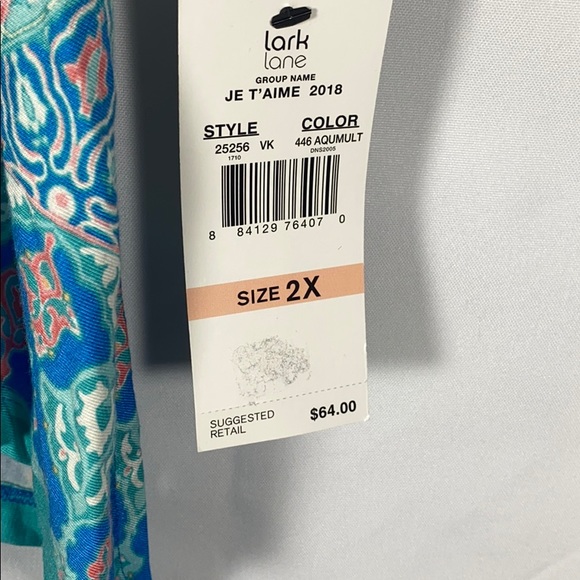 lark
lane
GROUP NAME
JE T'AIME 2018
STYLE COLOR
25256 VK 446 AQUMULT
1710 DNS2005
8 84129 76407 0
SIZE 2X
SUGGESTED
RETAIL $64.00